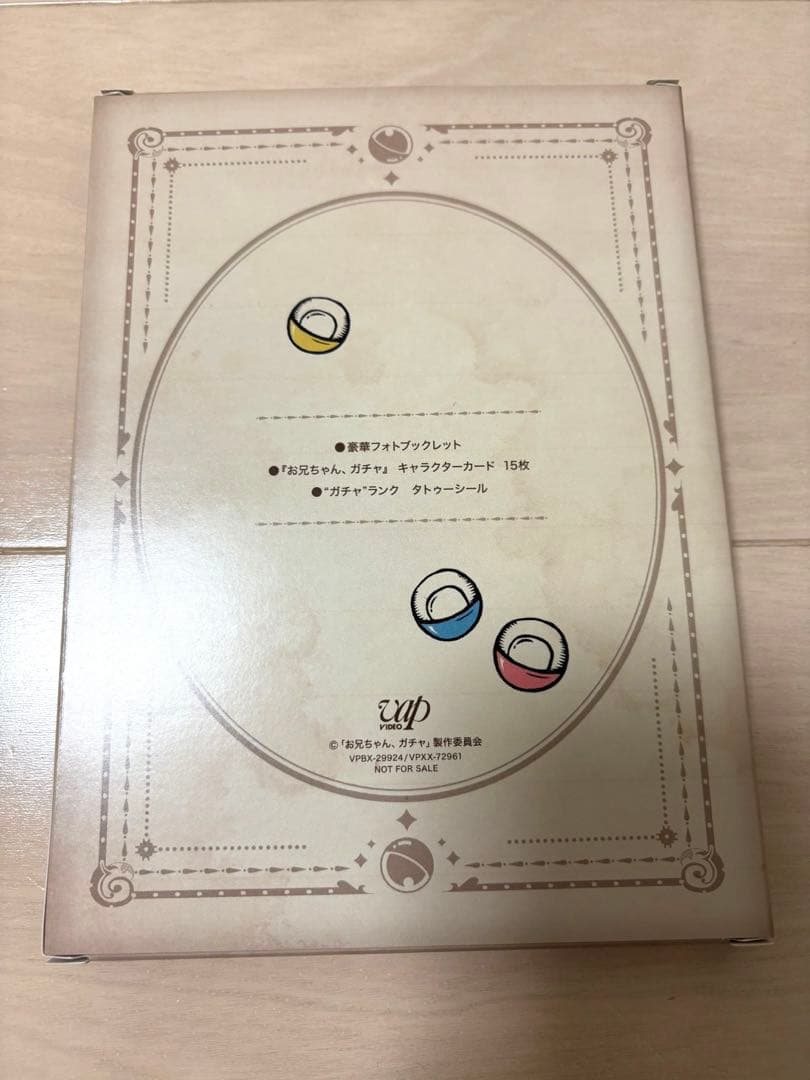 ●豪華フォトブックレット
●『お兄ちゃん、ガチャ』 キャラクターカード 15枚
●“ガチャ”ランク タトゥーシール
vap
VIDEO
©「お兄ちゃん、ガチャ」製作委員会
VPBX-29924/VPXX-72961
NOT FOR SALE